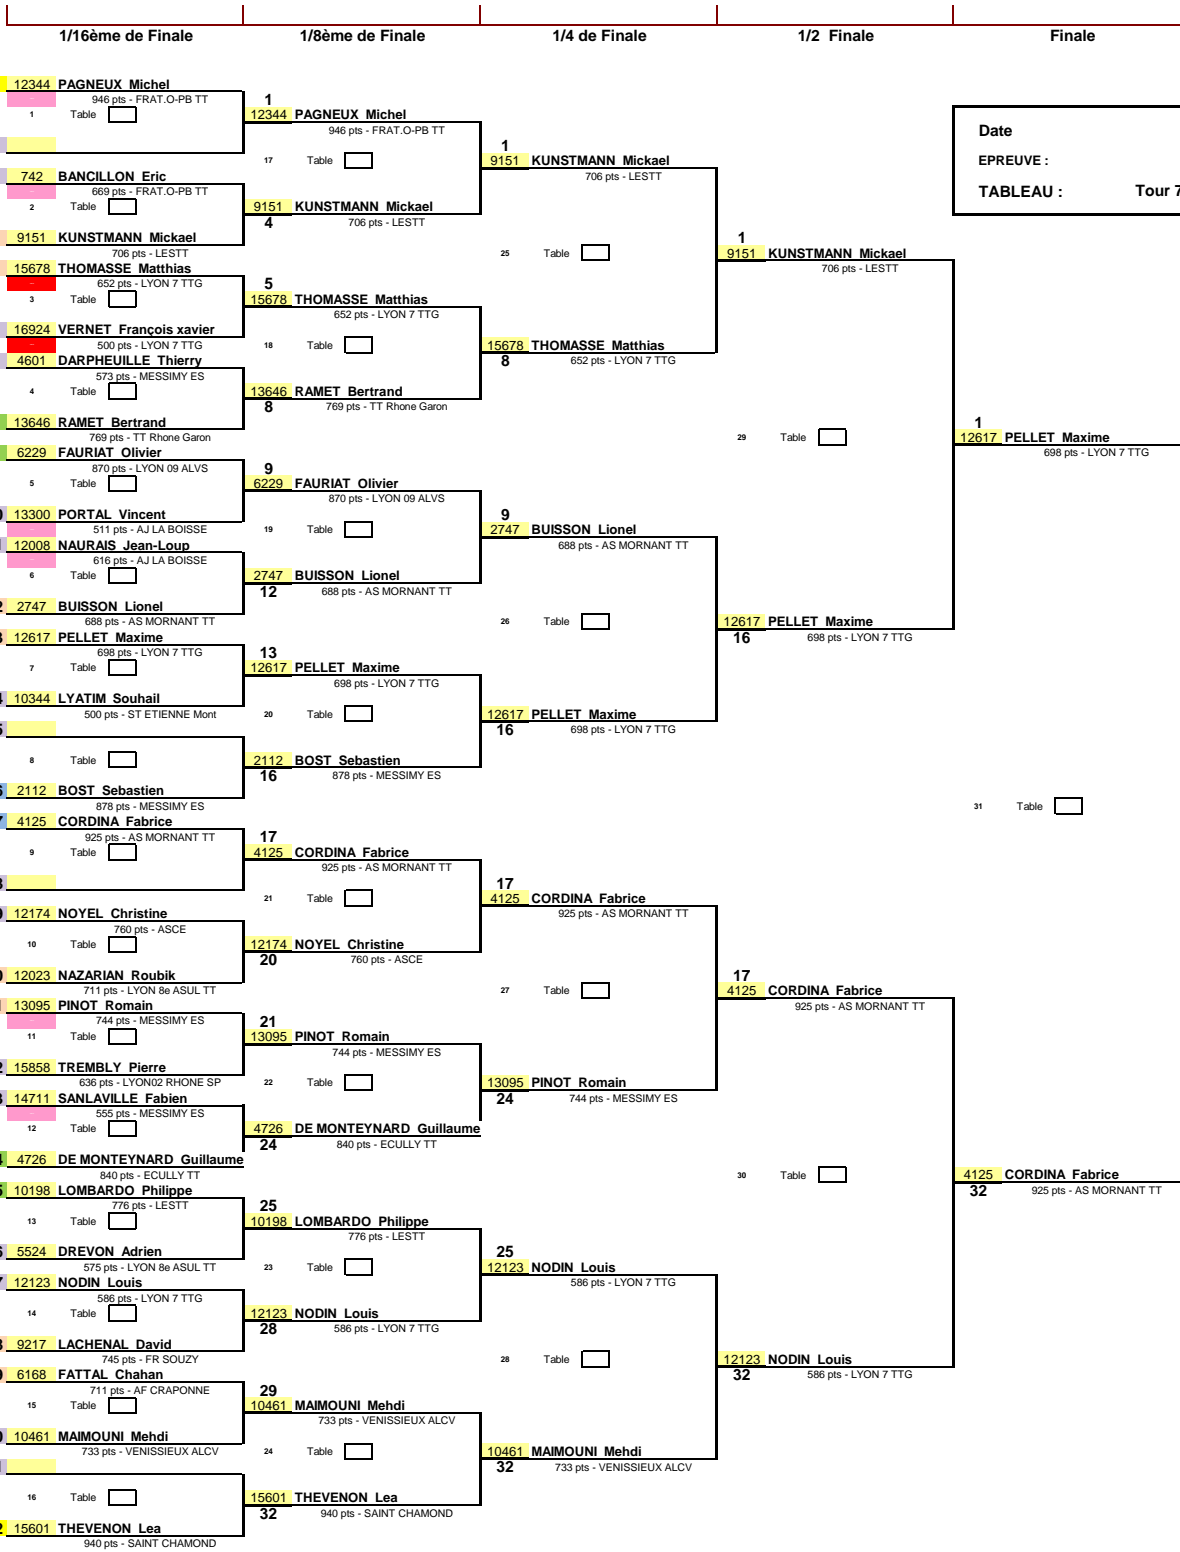 1/16ème de Finale
1/8ème de Finale
1/4 de Finale
1/2 Finale
Finale
12344 PAGNEUX Michel
946 pts - FRAT.O-PB TT
1 Table
742 BANCILLON Eric
669 pts - FRAT.O-PB TT
2 Table
9151 KUNSTMANN Mickael
706 pts - LESTT
15678 THOMASSE Matthias
652 pts - LYON 7 TTG
3 Table
16924 VERNET François xavier
500 pts - LYON 7 TTG
4601 DARPHEUILLE Thierry
573 pts - MESSIMY ES
4 Table
13646 RAMET Bertrand
769 pts - TT Rhone Garon
6229 FAURIAT Olivier
870 pts - LYON 09 ALVS
5 Table
13300 PORTAL Vincent
511 pts - AJ LA BOISSE
12008 NAURAIS Jean-Loup
616 pts - AJ LA BOISSE
6 Table
2747 BUISSON Lionel
688 pts - AS MORNANT TT
12617 PELLET Maxime
698 pts - LYON 7 TTG
7 Table
10344 LYATIM Souhail
500 pts - ST ETIENNE Mont
8 Table
2112 BOST Sebastien
878 pts - MESSIMY ES
4125 CORDINA Fabrice
925 pts - AS MORNANT TT
9 Table
12174 NOYEL Christine
760 pts - ASCE
10 Table
12023 NAZARIAN Roubik
711 pts - LYON 8e ASUL TT
13095 PINOT Romain
744 pts - MESSIMY ES
11 Table
15858 TREMBLY Pierre
636 pts - LYON02 RHONE SP
14711 SANLAVILLE Fabien
555 pts - MESSIMY ES
12 Table
4726 DE MONTEYNARD Guillaume
840 pts - ECULLY TT
10198 LOMBARDO Philippe
776 pts - LESTT
13 Table
5524 DREVON Adrien
575 pts - LYON 8e ASUL TT
12123 NODIN Louis
586 pts - LYON 7 TTG
14 Table
9217 LACHENAL David
745 pts - FR SOUZY
6168 FATTAL Chahan
711 pts - AF CRAPONNE
15 Table
10461 MAIMOUNI Mehdi
733 pts - VENISSIEUX ALCV
16 Table
15601 THEVENON Lea
940 pts - SAINT CHAMOND
1
12344 PAGNEUX Michel
946 pts - FRAT.O-PB TT
17 Table
9151 KUNSTMANN Mickael
4 706 pts - LESTT
5
15678 THOMASSE Matthias
652 pts - LYON 7 TTG
18 Table
13646 RAMET Bertrand
8 769 pts - TT Rhone Garon
9
6229 FAURIAT Olivier
870 pts - LYON 09 ALVS
19 Table
2747 BUISSON Lionel
12 688 pts - AS MORNANT TT
13
12617 PELLET Maxime
698 pts - LYON 7 TTG
20 Table
2112 BOST Sebastien
16 878 pts - MESSIMY ES
17
4125 CORDINA Fabrice
925 pts - AS MORNANT TT
21 Table
12174 NOYEL Christine
20 760 pts - ASCE
21
13095 PINOT Romain
744 pts - MESSIMY ES
22 Table
4726 DE MONTEYNARD Guillaume
24 840 pts - ECULLY TT
25
10198 LOMBARDO Philippe
776 pts - LESTT
23 Table
12123 NODIN Louis
28 586 pts - LYON 7 TTG
29
10461 MAIMOUNI Mehdi
733 pts - VENISSIEUX ALCV
24 Table
15601 THEVENON Lea
32 940 pts - SAINT CHAMOND
1
9151 KUNSTMANN Mickael
706 pts - LESTT
25 Table
15678 THOMASSE Matthias
8 652 pts - LYON 7 TTG
9
2747 BUISSON Lionel
688 pts - AS MORNANT TT
26 Table
12617 PELLET Maxime
16 698 pts - LYON 7 TTG
17
4125 CORDINA Fabrice
925 pts - AS MORNANT TT
27 Table
13095 PINOT Romain
24 744 pts - MESSIMY ES
25
12123 NODIN Louis
586 pts - LYON 7 TTG
28 Table
10461 MAIMOUNI Mehdi
32 733 pts - VENISSIEUX ALCV
1
9151 KUNSTMANN Mickael
706 pts - LESTT
29 Table
12617 PELLET Maxime
16 698 pts - LYON 7 TTG
17
4125 CORDINA Fabrice
925 pts - AS MORNANT TT
30 Table
12123 NODIN Louis
32 586 pts - LYON 7 TTG
Date
EPREUVE :
TABLEAU : Tour 7
1
12617 PELLET Maxime
698 pts - LYON 7 TTG
31 Table
4125 CORDINA Fabrice
32 925 pts - AS MORNANT TT